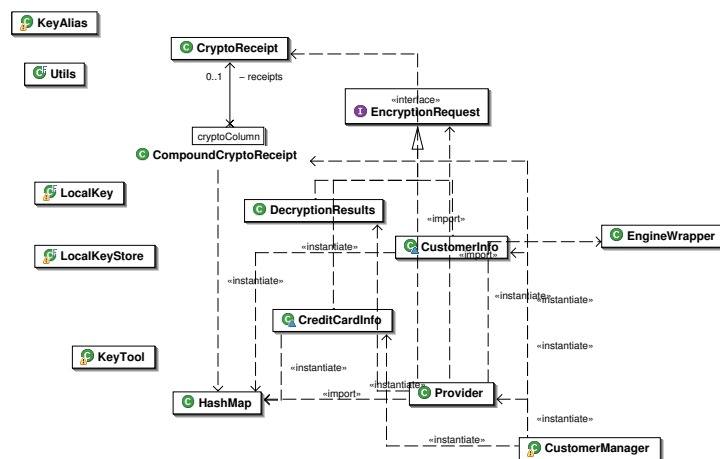 KeyAlias
CryptoReceipt
Utils
0..1
– receipts
«interface»
EncryptionRequest
cryptoColumn
CompoundCryptoReceipt
LocalKey
DecryptionResults
«import»
EngineWrapper
CustomerInfo
LocalKeyStore
«instantiate»
«import»
«instantiate»
«instantiate»
«instantiate»
CreditCardInfo
«instantiate»
KeyTool
«instantiate»
«instantiate»
«import»
Provider
HashMap
«instantiate»
«instantiate»
CustomerManager